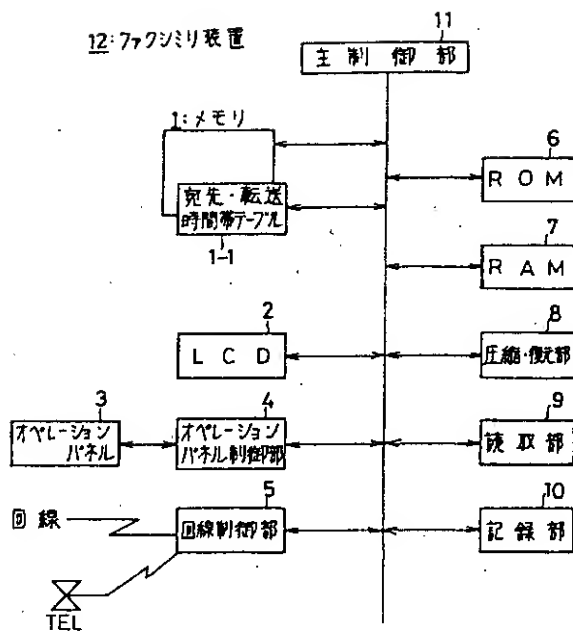 12:ファクシミリ装置
11
主制御部
1:メモリ
宛先・転送
時間帯テーブル
1-1
6
ROM
7
RAM
2
LCD
8
圧縮・復元部
3
オペレーション
パネル
4
オペレーション
パネル制御部
9
読取部
回線
5
回線制御部
10
記録部
TEL